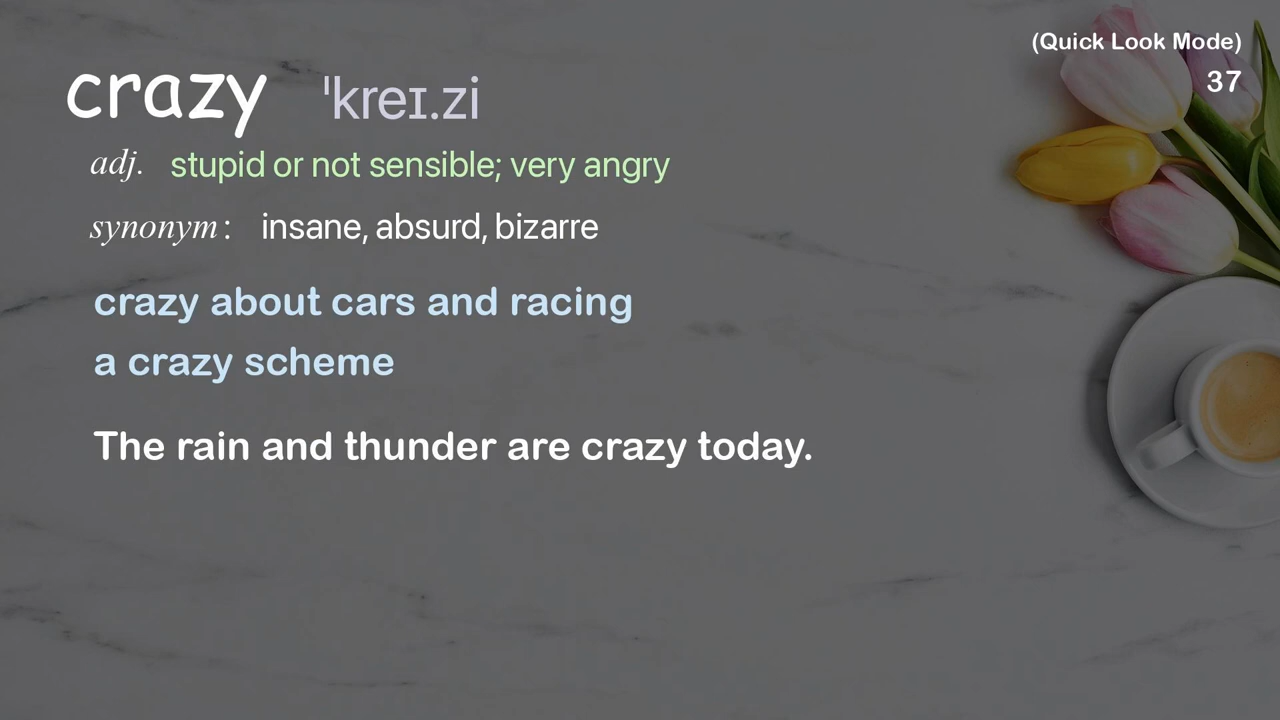 (Quick Look Mode)
37
crazy ˈkreɪ.zi
adj. stupid or not sensible; very angry
synonym: insane, absurd, bizarre
crazy about cars and racing
a crazy scheme
The rain and thunder are crazy today.